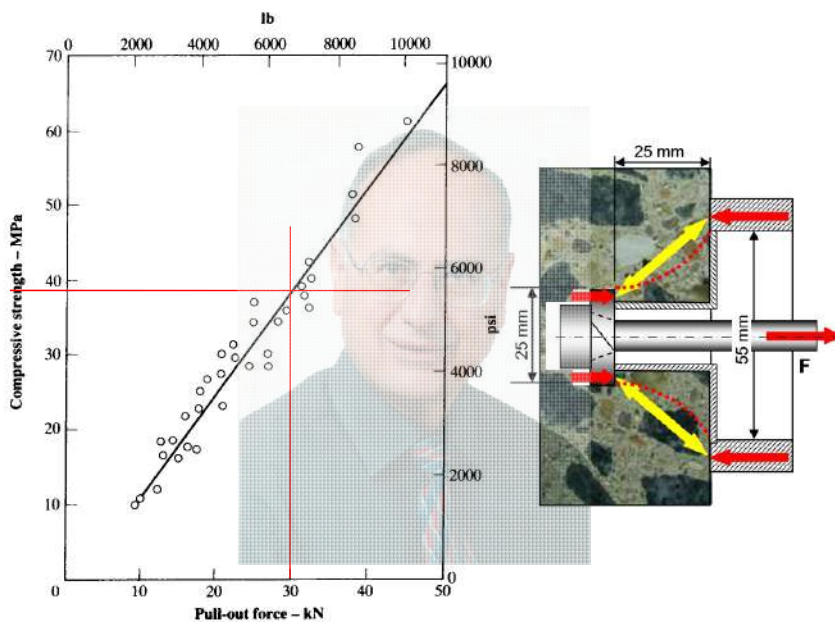 lb
0 2000 4000 6000 8000 10000
70
60
50
40
30
20
10
0
Compressive strength – MPa
10000
8000
6000
4000
2000
0
psi
0 10 20 30 40 50
Pull-out force – kN
25 mm
25 mm
55 mm
F